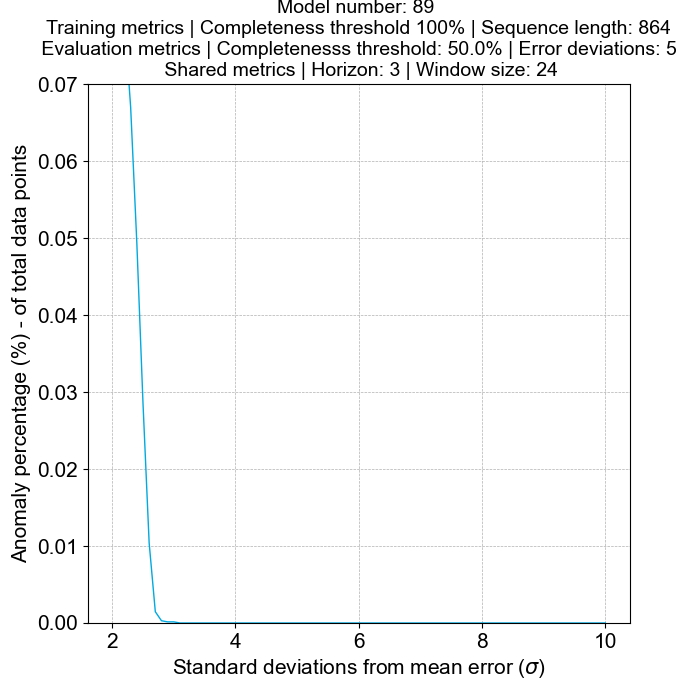 Model number: 89
Training metrics | Completeness threshold 100% | Sequence length: 864
Evaluation metrics | Completenesss threshold: 50.0% | Error deviations: 5
Shared metrics | Horizon: 3 | Window size: 24
0.07
0.06
0.05
0.04
0.03
0.02
0.01
0.00
Anomaly percentage (%) - of total data points
2 4 6 8 10
Standard deviations from mean error (σ)